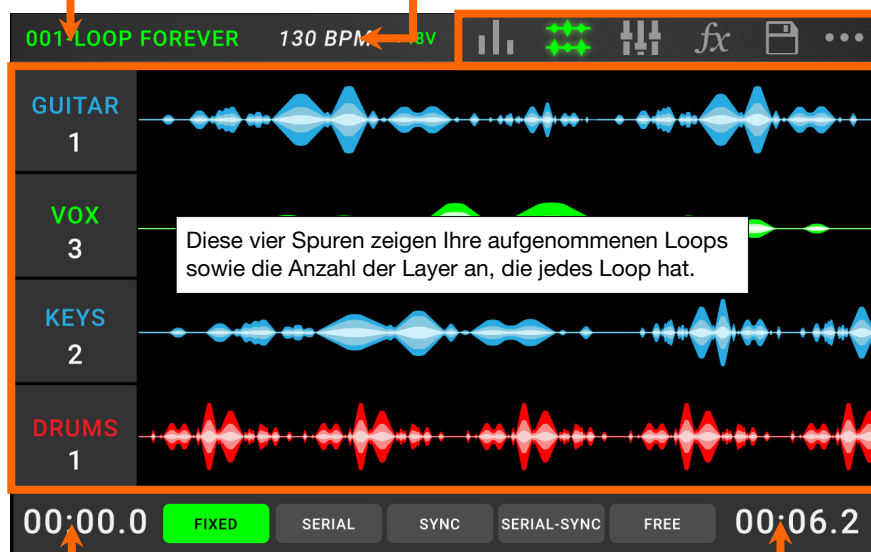 001-LOOP FOREVER 130 BPM +48V fx
GUITAR
1
VOX
3
Diese vier Spuren zeigen Ihre aufgenommenen Loops
sowie die Anzahl der Layer an, die jedes Loop hat.
KEYS
2
DRUMS
1
00:00.0 FIXED SERIAL SYNC SERIAL-SYNC FREE 00:06.2